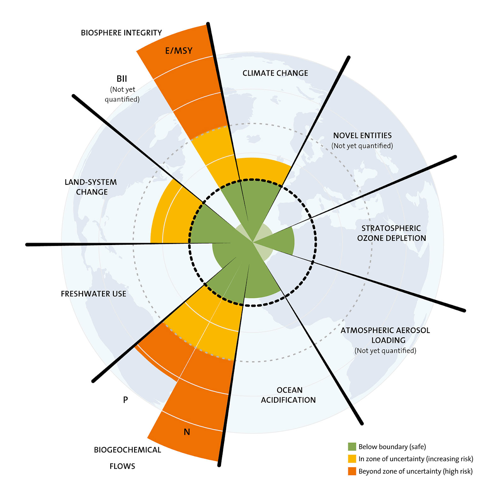 BIOSPHERE INTEGRITY
E/MSY
BII
(Not yet
quantified)
CLIMATE CHANGE
NOVEL ENTITIES
(Not yet quantified)
LAND-SYSTEM
CHANGE
STRATOSPHERIC
OZONE DEPLETION
FRESHWATER USE
ATMOSPHERIC AEROSOL
LOADING
(Not yet quantified)
OCEAN
ACIDIFICATION
P
N
BIOGEOCHEMICAL
FLOWS
Below boundary (safe)
In zone of uncertainty (increasing risk)
Beyond zone of uncertainty (high risk)